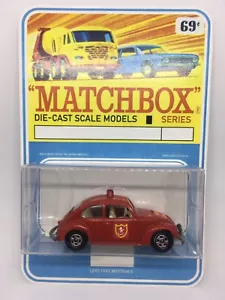 69¢
"MATCHBOX"
DIE-CAST SCALE MODELS
SERIES